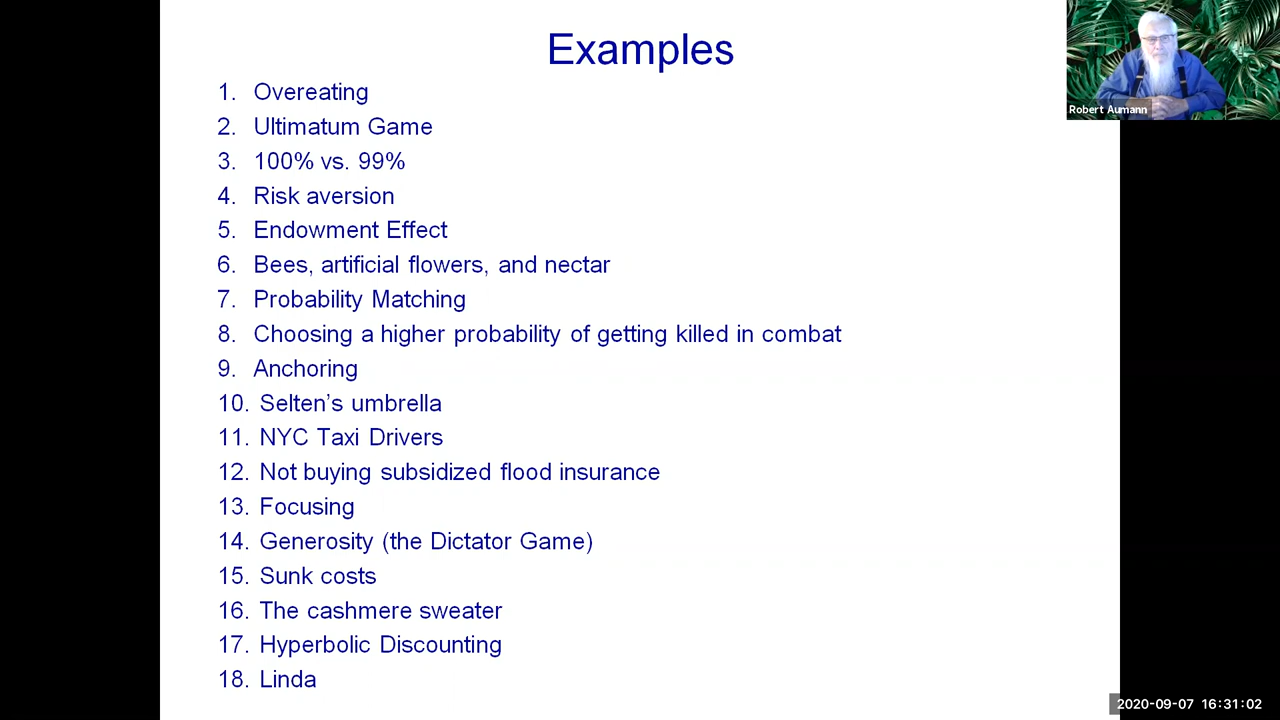 Examples
1. Overeating
2. Ultimatum Game
3. 100% vs. 99%
4. Risk aversion
5. Endowment Effect
6. Bees, artificial flowers, and nectar
7. Probability Matching
8. Choosing a higher probability of getting killed in combat
9. Anchoring
10. Selten’s umbrella
11. NYC Taxi Drivers
12. Not buying subsidized flood insurance
13. Focusing
14. Generosity (the Dictator Game)
15. Sunk costs
16. The cashmere sweater
17. Hyperbolic Discounting
18. Linda
Robert Aumann
2020-09-07 16:31:02